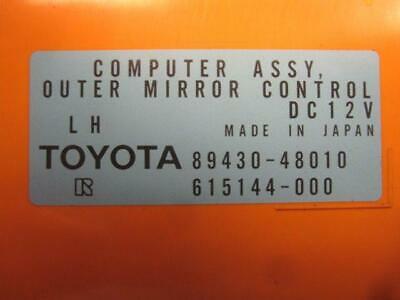 COMPUTER ASSY,
OUTER MIRROR CONTROL
DC12V
LH MADE IN JAPAN
TOYOTA 89430-48010
R 615144-000